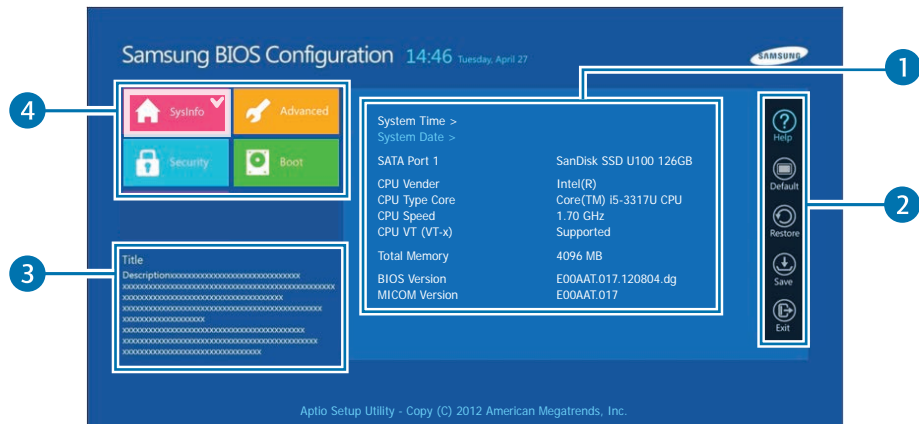 Samsung BIOS Configuration 14:46 Tuesday, April 27
SAMSUNG
1
4
SysInfo
Advanced
Security
Boot
System Time >
System Date >
SATA Port 1 SanDisk SSD U100 126GB
CPU Vender Intel(R)
CPU Type Core Core(TM) i5-3317U CPU
CPU Speed 1.70 GHz
CPU VT (VT-x) Supported
Total Memory 4096 MB
BIOS Version E00AAT.017.120804.dg
MICOM Version E00AAT.017
Help
Default
Restore
Save
Exit
2
3
Title
Descriptionxxxxxxxxxxxxxxxxxxxxxxxxxxxxxx
Aptio Setup Utility - Copy (C) 2012 American Megatrends, Inc.